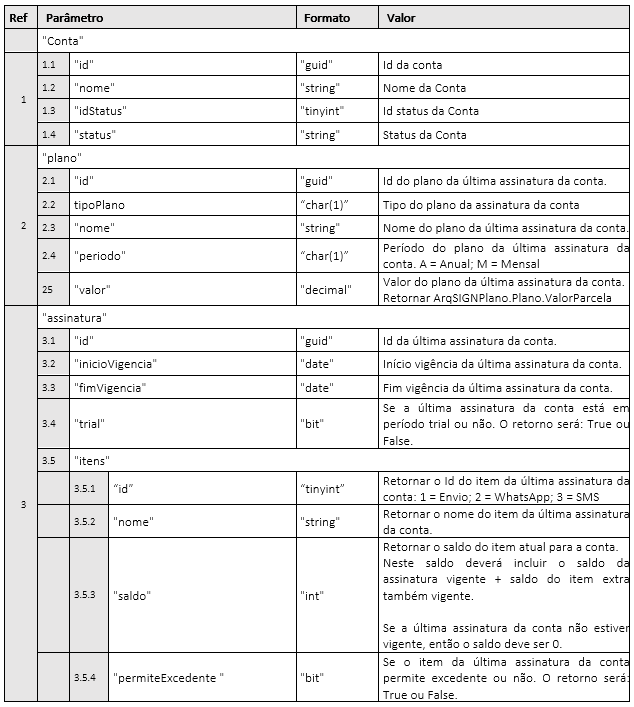 Ref Parâmetro Formato Valor
"Conta"
1
1.1 "id" "guid" Id da conta
1.2 "nome" "string" Nome da Conta
1.3 "idStatus" "tinyint" Id status da Conta
1.4 "status" "string" Status da Conta
"plano"
2
2.1 "id" "guid" Id do plano da última assinatura da conta.
2.2 tipoPlano “char(1)” Tipo do plano da assinatura da conta
2.3 "nome" "string" Nome do plano da última assinatura da conta.
2.4 "periodo" “char(1)” Período do plano da última assinatura da
conta. A = Anual; M = Mensal
25 "valor" "decimal" Valor do plano da última assinatura da conta.
Retornar ArqSIGNPlano.Plano.ValorParcela
"assinatura"
3
3.1 "id" "guid" Id da última assinatura da conta.
3.2 "inicioVigencia" "date" Início vigência da última assinatura da conta.
3.3 "fimVigencia" "date" Fim vigência da última assinatura da conta.
3.4 "trial" "bit" Se a última assinatura da conta está em
período trial ou não. O retorno será: True ou
False.
3.5 "itens"
3.5.1 “id” “tinyint” Retornar o Id do item da última assinatura da
conta: 1 = Envio; 2 = WhatsApp; 3 = SMS
3.5.2 "nome" "string" Retornar o nome do item da última assinatura
da conta.
3.5.3 "saldo" "int" Retornar o saldo do item atual para a conta.
Neste saldo deverá incluir o saldo da
assinatura vigente + saldo do item extra
também vigente.
Se a última assinatura da conta não estiver
vigente, então o saldo deve ser 0.
3.5.4 "permiteExcedente " "bit" Se o item da última assinatura da conta
permite excedente ou não. O retorno será:
True ou False.